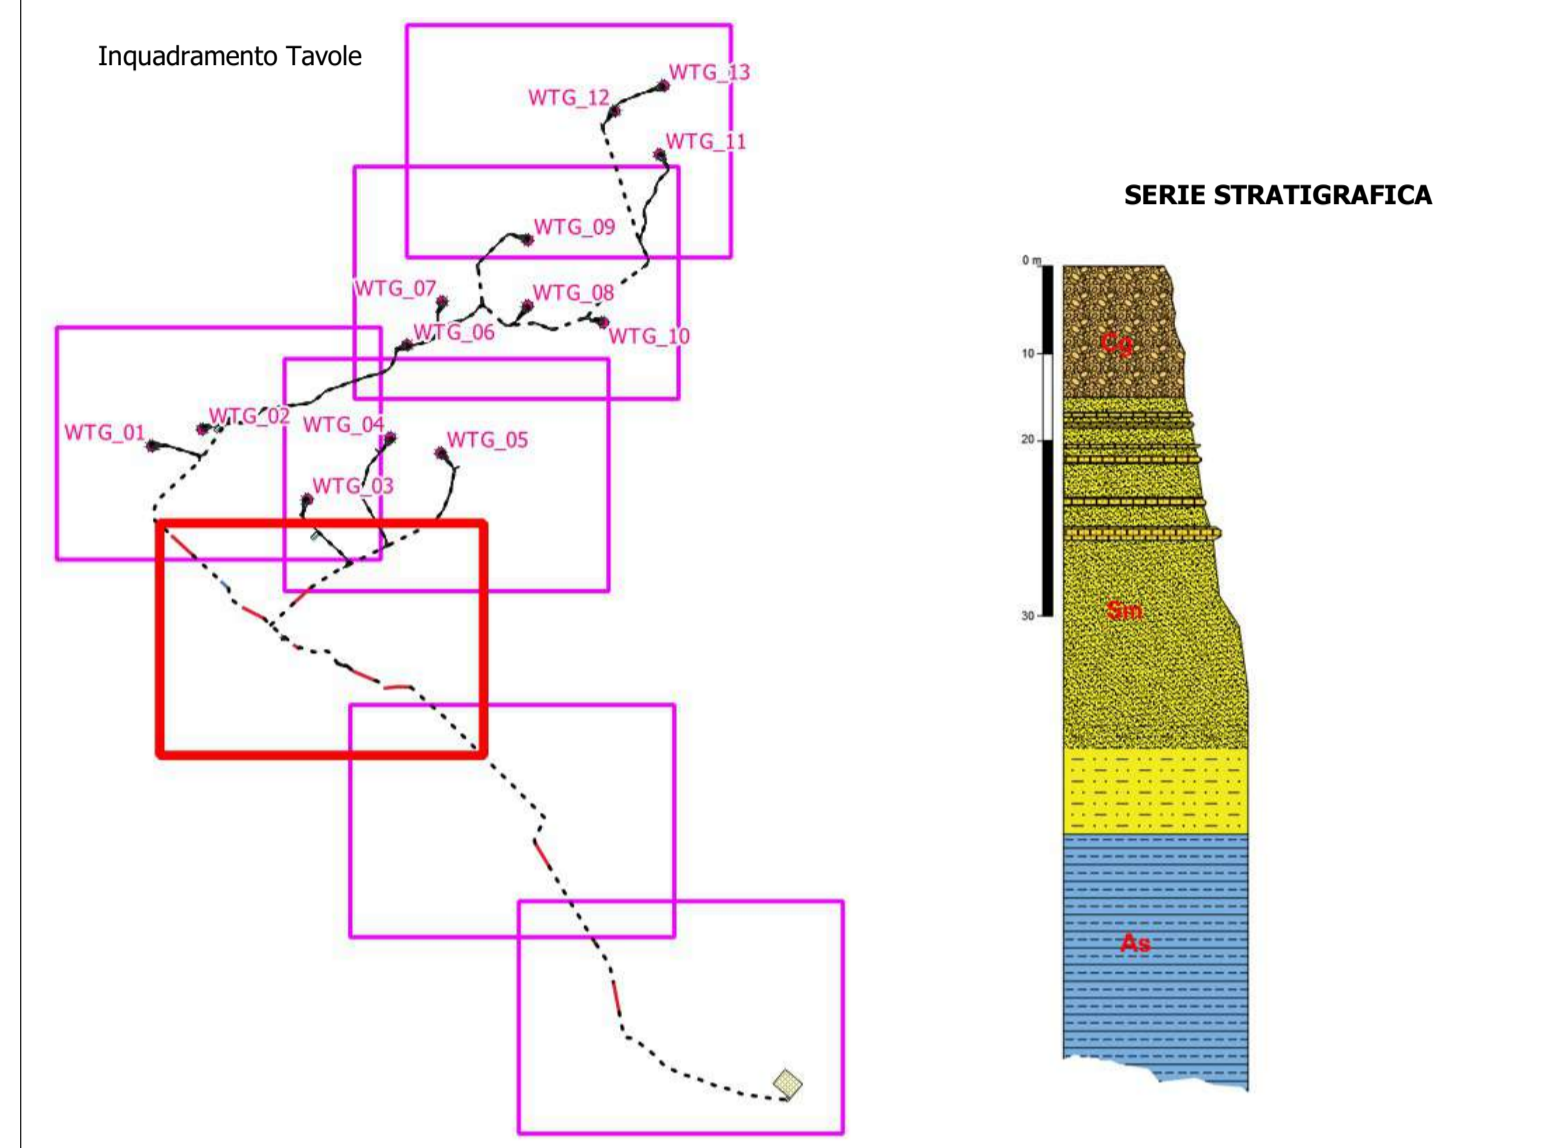 Inquadramento Tavole
WTG_13
WTG_12
WTG_11
WTG_09
WTG_07
WTG_08
WTG_06
WTG_10
WTG_02
WTG_04
WTG_01
WTG_05
WTG_03
SERIE STRATIGRAFICA
0 m
10
20
30
Cg
Sm
As